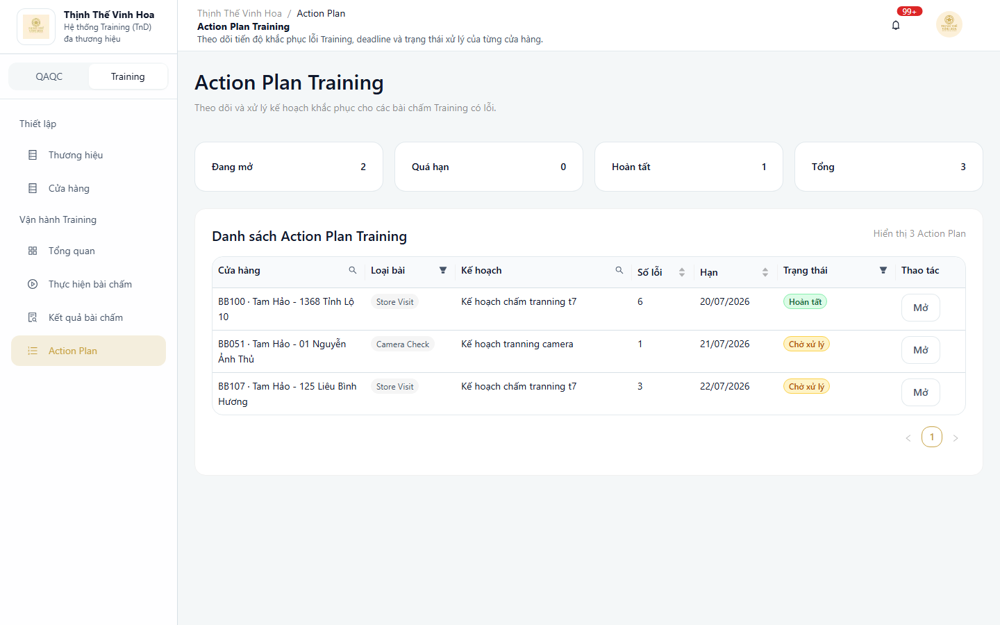 Thịnh Thế Vinh Hoa
Hệ thống Training (TnD)
đa thương hiệu
QAQC
Training
Thiết lập
Thương hiệu
Cửa hàng
Vận hành Training
Tổng quan
Thực hiện bài chấm
Kết quả bài chấm
Action Plan
Thịnh Thế Vinh Hoa / Action Plan
Action Plan Training
Theo dõi tiến độ khắc phục lỗi Training, deadline và trạng thái xử lý của từng cửa hàng.
99+
Action Plan Training
Theo dõi và xử lý kế hoạch khắc phục cho các bài chấm Training có lỗi.
Đang mở 2
Quá hạn 0
Hoàn tất 1
Tổng 3
Danh sách Action Plan Training
Hiển thị 3 Action Plan
Cửa hàng Loại bài Kế hoạch Số lỗi Hạn Trạng thái Thao tác
BB100 · Tam Hảo - 1368 Tỉnh Lộ Store Visit Kế hoạch chấm tranning t7 6 20/07/2026 Hoàn tất Mở
10
BB051 · Tam Hảo - 01 Nguyễn Camera Check Kế hoạch tranning camera 1 21/07/2026 Chờ xử lý Mở
Ảnh Thủ
BB107 · Tam Hảo - 125 Liêu Bình Store Visit Kế hoạch chấm tranning t7 3 22/07/2026 Chờ xử lý Mở
Hương
< 1 >